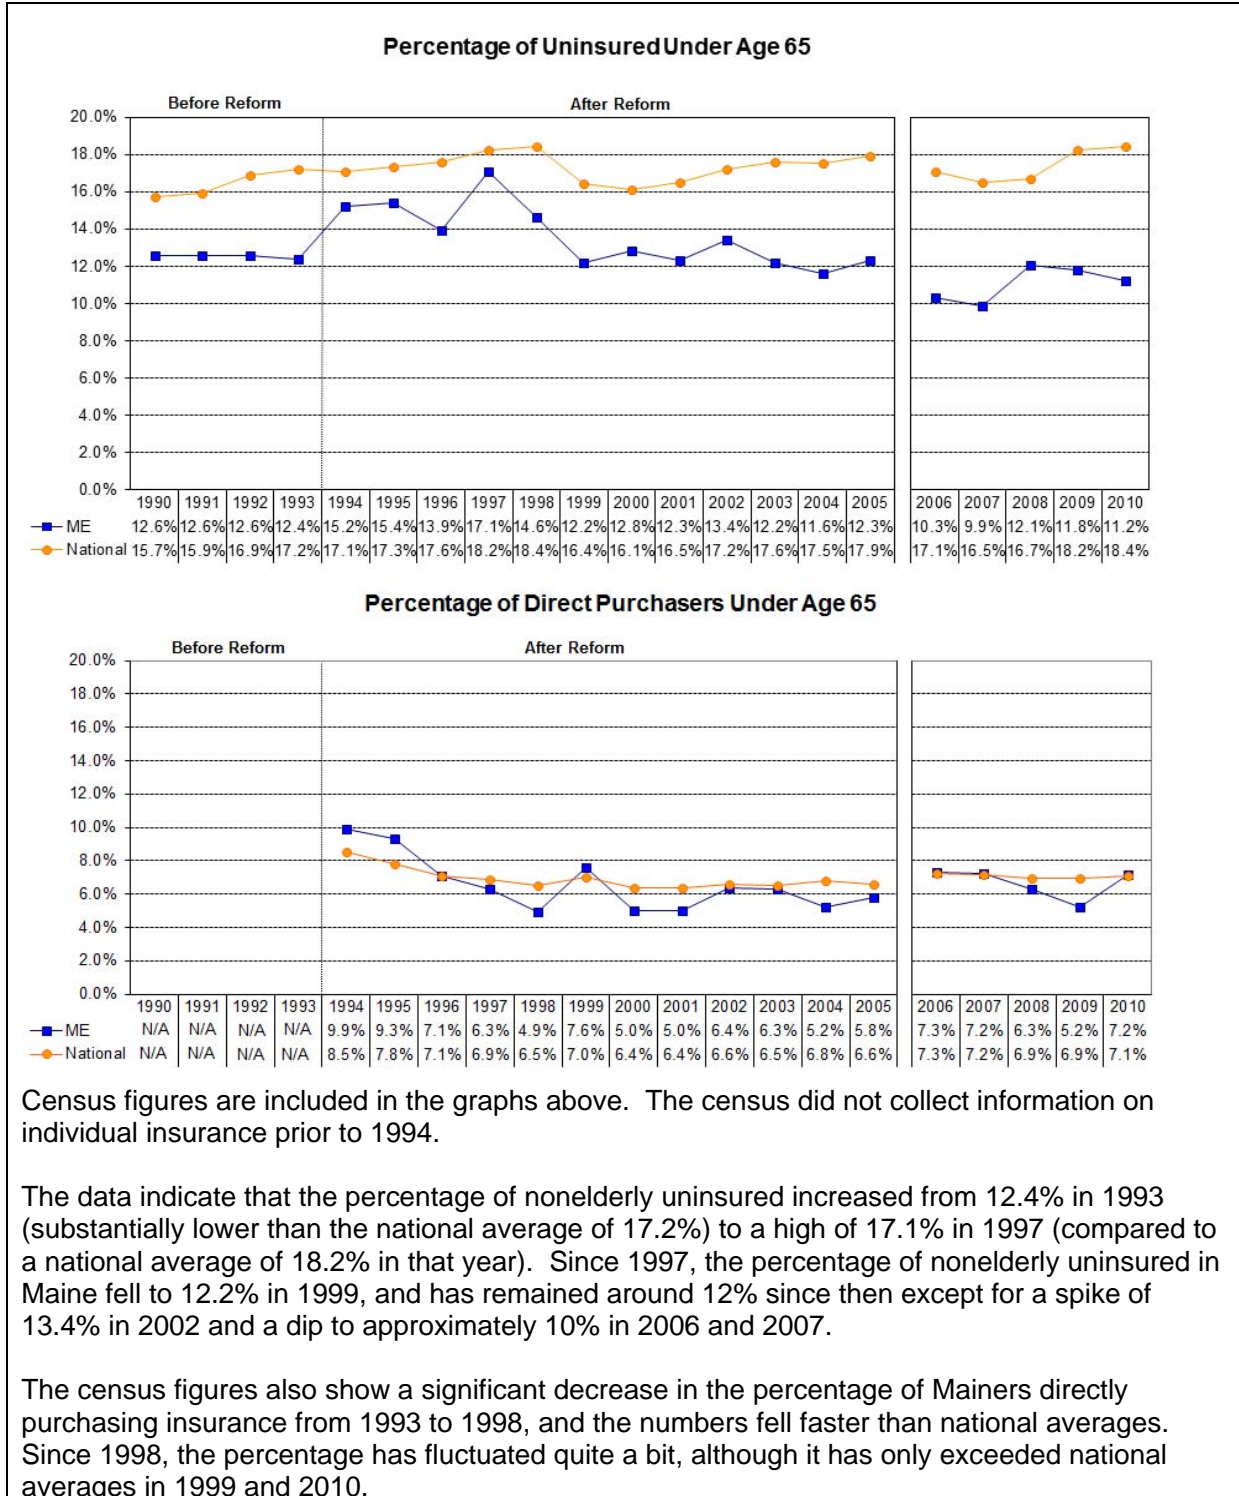 Percentage of Uninsured Under Age 65
Before Reform After Reform
20.0%
18.0%
16.0%
14.0%
12.0%
10.0%
8.0%
6.0%
4.0%
2.0%
0.0%
1990 1991 1992 1993 1994 1995 1996 1997 1998 1999 2000 2001 2002 2003 2004 2005 2006 2007 2008 2009 2010
ME 12.6% 12.6% 12.6% 12.4% 15.2% 15.4% 13.9% 17.1% 14.6% 12.2% 12.8% 12.3% 13.4% 12.2% 11.6% 12.3% 10.3% 9.9% 12.1% 11.8% 11.2%
National 15.7% 15.9% 16.9% 17.2% 17.1% 17.3% 17.6% 18.2% 18.4% 16.4% 16.1% 16.5% 17.2% 17.6% 17.5% 17.9% 17.1% 16.5% 16.7% 18.2% 18.4%
Percentage of Direct Purchasers Under Age 65
Before Reform After Reform
20.0%
18.0%
16.0%
14.0%
12.0%
10.0%
8.0%
6.0%
4.0%
2.0%
0.0%
1990 1991 1992 1993 1994 1995 1996 1997 1998 1999 2000 2001 2002 2003 2004 2005 2006 2007 2008 2009 2010
ME N/A N/A N/A N/A 9.9% 9.3% 7.1% 6.3% 4.9% 7.6% 5.0% 5.0% 6.4% 6.3% 5.2% 5.8% 7.3% 7.2% 6.3% 5.2% 7.2%
National N/A N/A N/A N/A 8.5% 7.8% 7.1% 6.9% 6.5% 7.0% 6.4% 6.4% 6.6% 6.5% 6.8% 6.6% 7.3% 7.2% 6.9% 6.9% 7.1%
Census figures are included in the graphs above. The census did not collect information on
individual insurance prior to 1994.
The data indicate that the percentage of nonelderly uninsured increased from 12.4% in 1993
(substantially lower than the national average of 17.2%) to a high of 17.1% in 1997 (compared to
a national average of 18.2% in that year). Since 1997, the percentage of nonelderly uninsured in
Maine fell to 12.2% in 1999, and has remained around 12% since then except for a spike of
13.4% in 2002 and a dip to approximately 10% in 2006 and 2007.
The census figures also show a significant decrease in the percentage of Mainers directly
purchasing insurance from 1993 to 1998, and the numbers fell faster than national averages.
Since 1998, the percentage has fluctuated quite a bit, although it has only exceeded national
averages in 1999 and 2010.